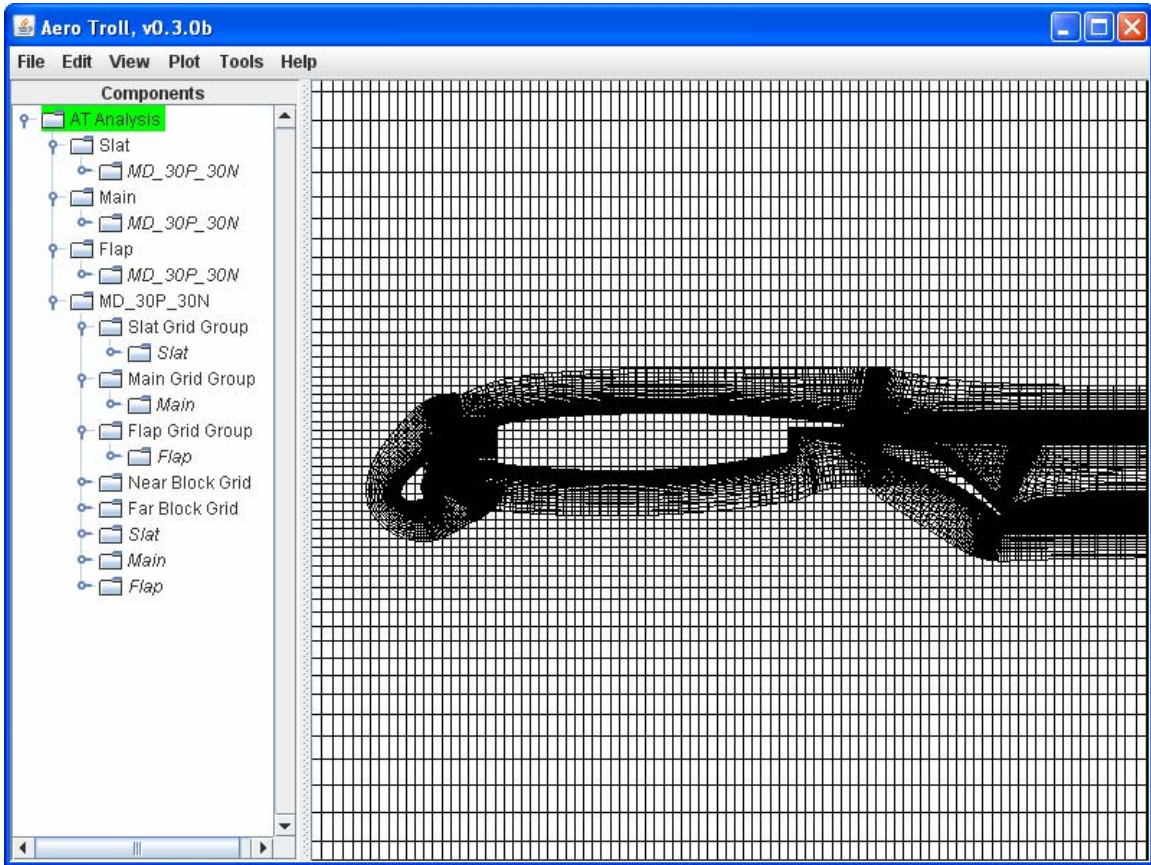 Aero Troll, v0.3.0b
File Edit View Plot Tools Help
Components
AT Analysis
Slat
MD_30P_30N
Main
MD_30P_30N
Flap
MD_30P_30N
MD_30P_30N
Slat Grid Group
Slat
Main Grid Group
Main
Flap Grid Group
Flap
Near Block Grid
Far Block Grid
Slat
Main
Flap